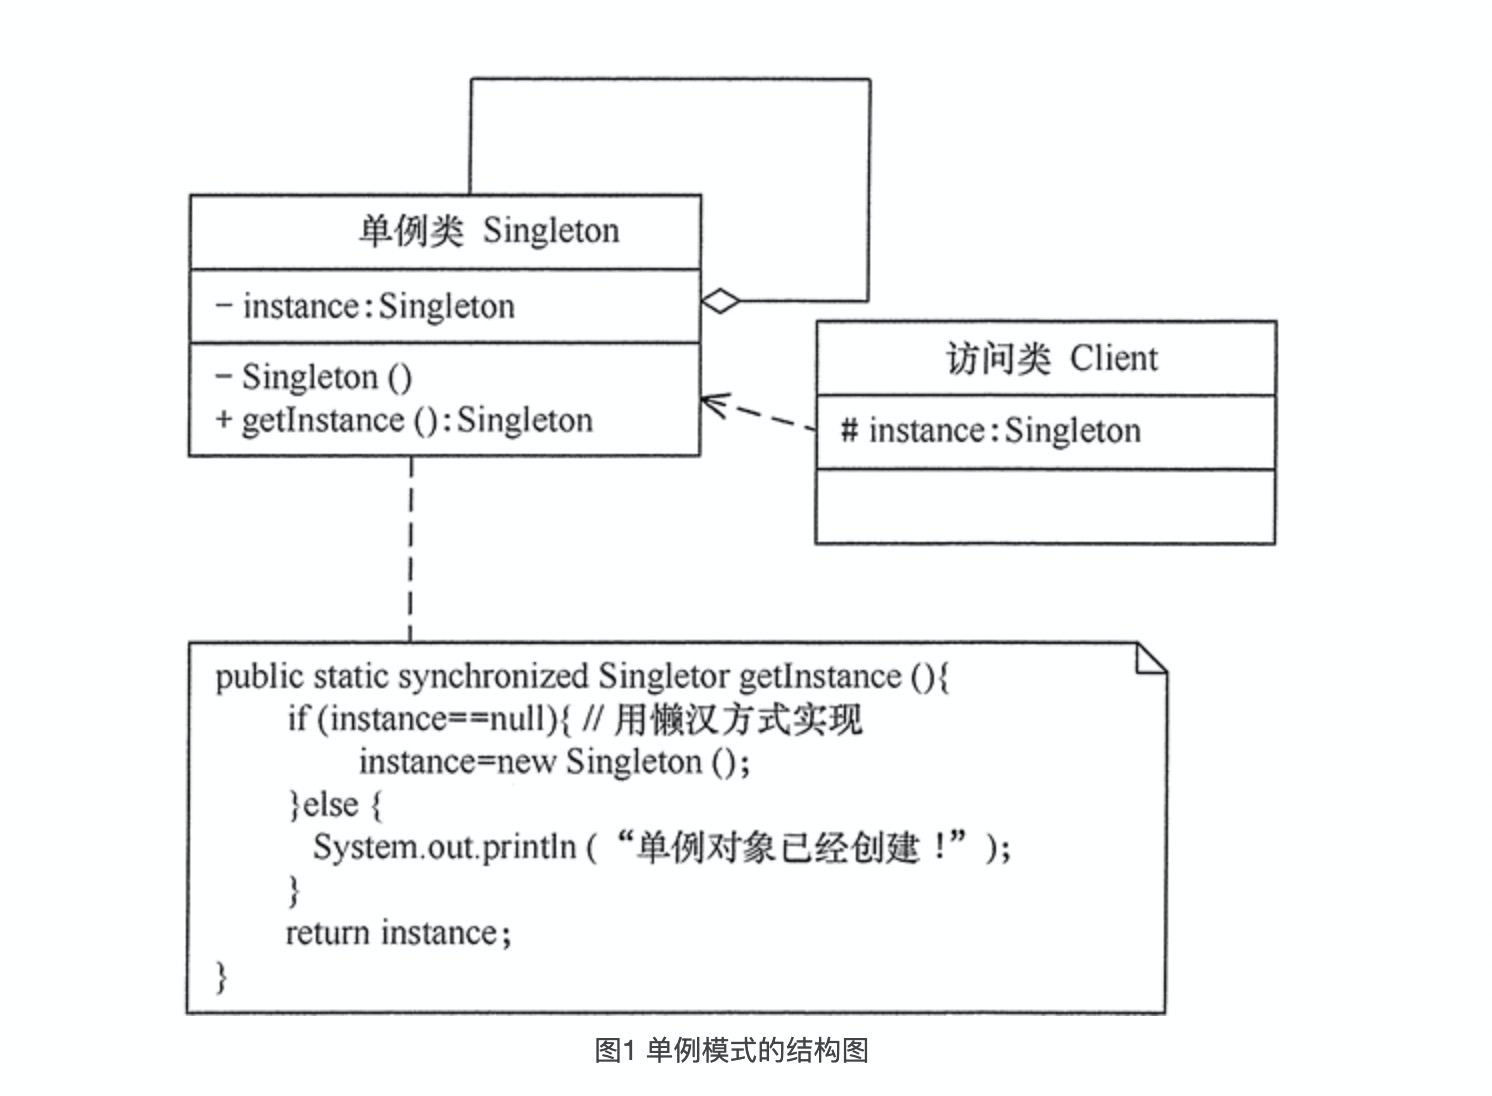 单例类 Singleton
- instance:Singleton
- Singleton ()
+ getInstance ():Singleton
访问类 Client
# instance:Singleton
public static synchronized Singletor getInstance (){
if (instance==null){ // 用懒汉方式实现
instance=new Singleton ();
}else {
System.out.println ( “单例对象已经创建！” );
}
return instance;
}
图1 单例模式的结构图